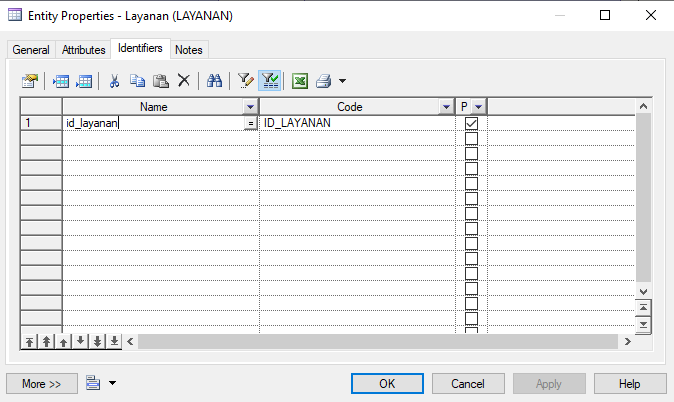 Entity Properties - Layanan (LAYANAN)
General Attributes Identifiers Notes
Name Code P
1 id_layanan = ID_LAYANAN
More >> OK Cancel Apply Help